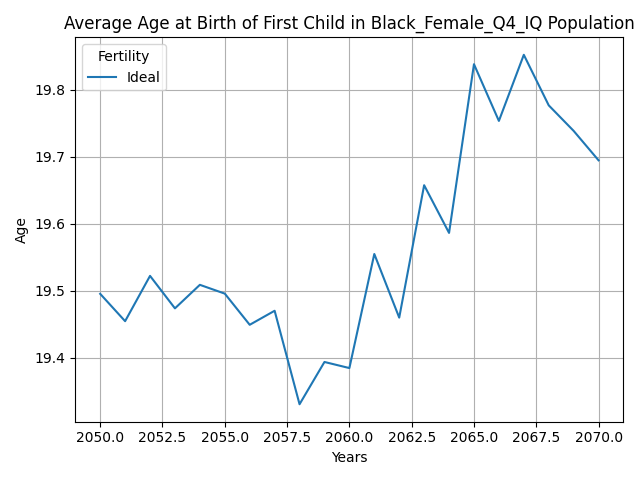 Average Age at Birth of First Child in Black_Female_Q4_IQ Population
Fertility
Ideal
19.8
19.7
19.6
19.5
19.4
Age
2050.0 2052.5 2055.0 2057.5 2060.0 2062.5 2065.0 2067.5 2070.0
Years